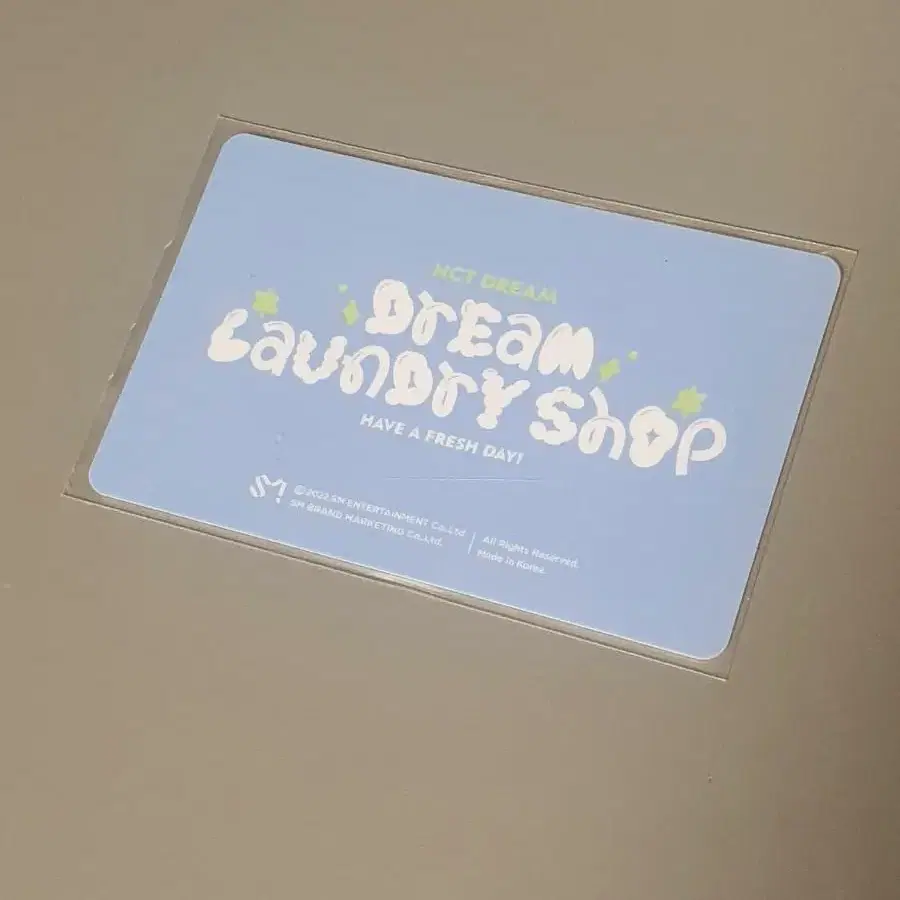 NCT DREAM
DREAM
LAUNDRY SHOP
HAVE A FRESH DAY!
SM
©2022 SM ENTERTAINMENT Co.,Ltd.
SM BRAND MARKETING Co.,Ltd.
All Rights Reserved.
Made in Korea.